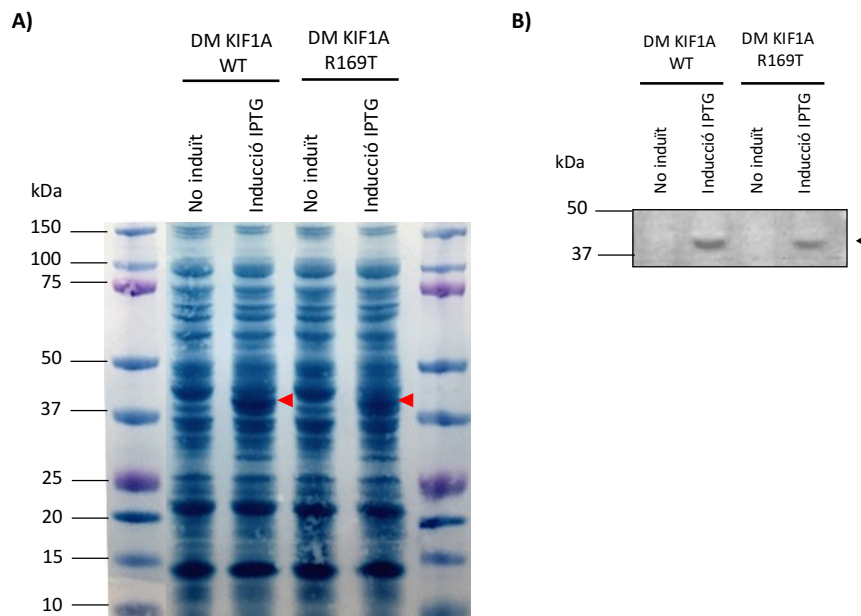 A)
DM KIF1A
WT
DM KIF1A
R169T
No induït
Inducció IPTG
No induït
Inducció IPTG
kDa
150
100
75
50
37
25
20
15
10
B)
DM KIF1A
WT
DM KIF1A
R169T
No induït
Inducció IPTG
No induït
Inducció IPTG
kDa
50
37